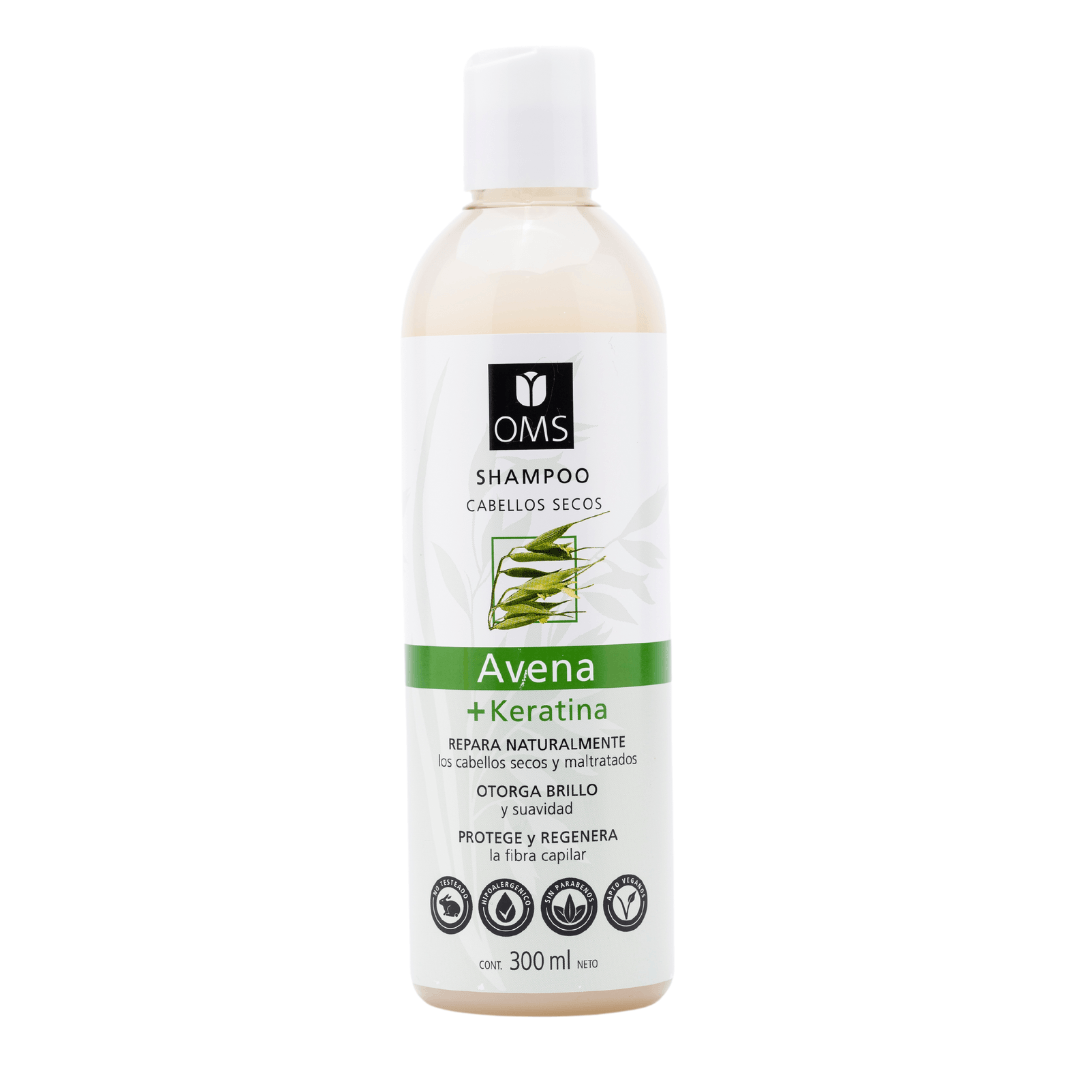 OMS
SHAMPOO
CABELLOS SECOS
Avena
+Keratina
REPARA NATURALMENTE
los cabellos secos y maltratados
OTORGA BRILLO
y suavidad
PROTEGE y REGENERA
la fibra capilar
NO TESTEADO
HIPOALERGÉNICO
SIN PARABENOS
APTO VEGANOS
CONT. 300 ml NETO